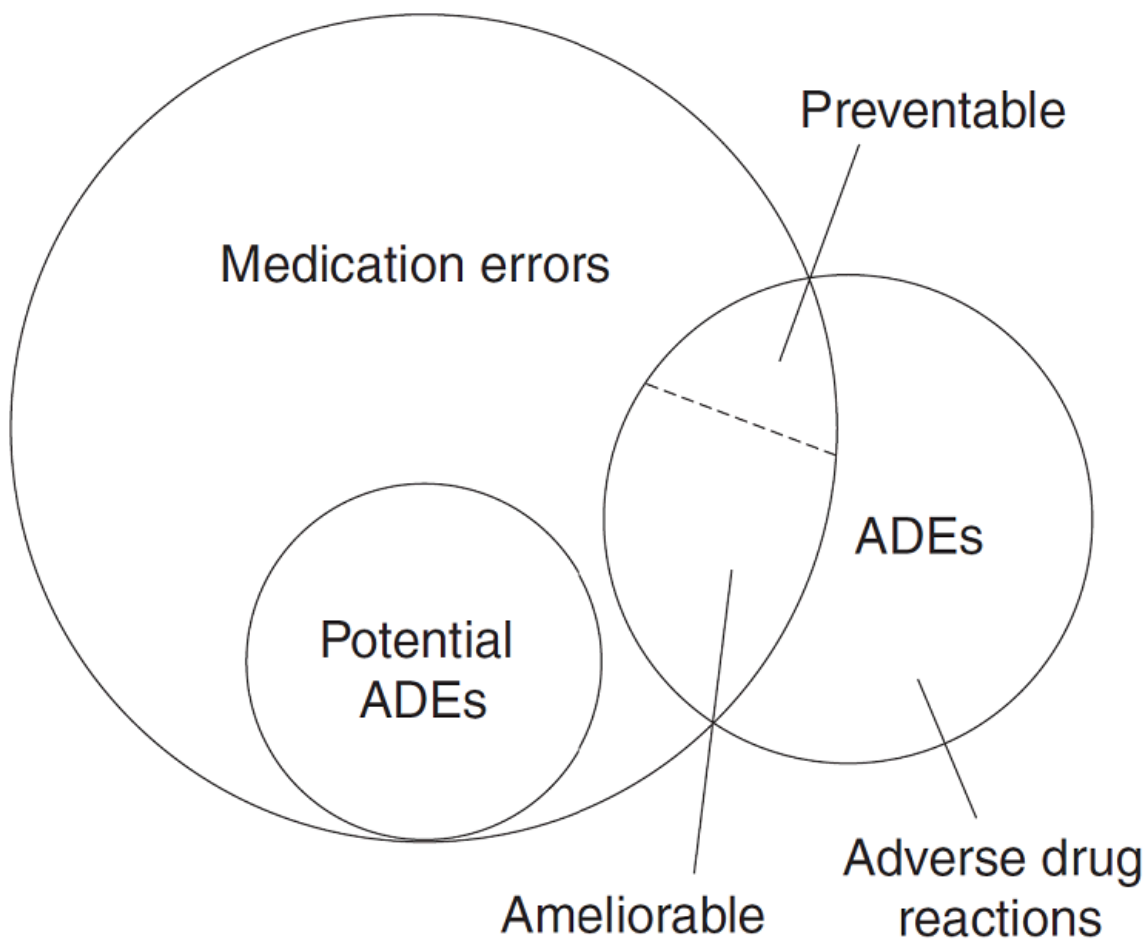 Preventable
Medication errors
ADEs
Potential
ADEs
Adverse drug
reactions
Ameliorable